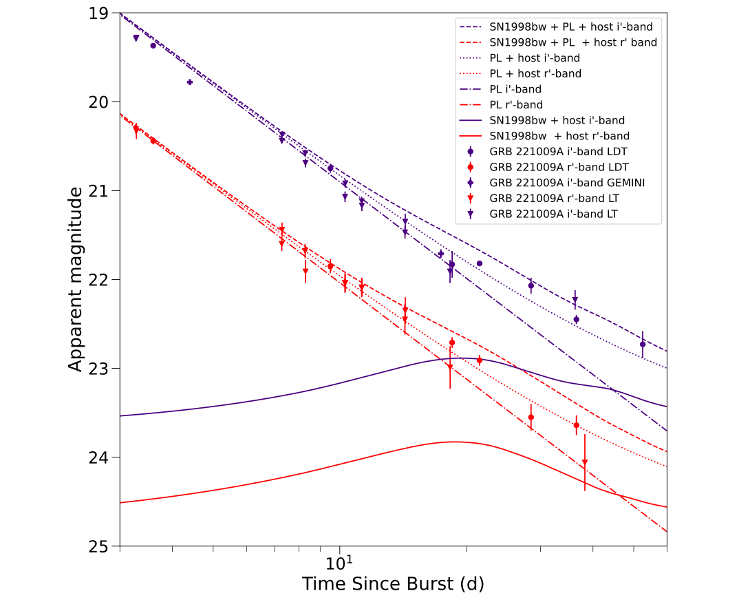 19
20
21
22
23
24
25
Apparent magnitude
10¹
Time Since Burst (d)
SN1998bw + PL + host i'-band
SN1998bw + PL + host r' band
PL + host i'-band
PL + host r'-band
PL i'-band
PL r'-band
SN1998bw + host i'-band
SN1998bw + host r'-band
GRB 221009A i'-band LDT
GRB 221009A r'-band LDT
GRB 221009A i'-band GEMINI
GRB 221009A r'-band LT
GRB 221009A i'-band LT